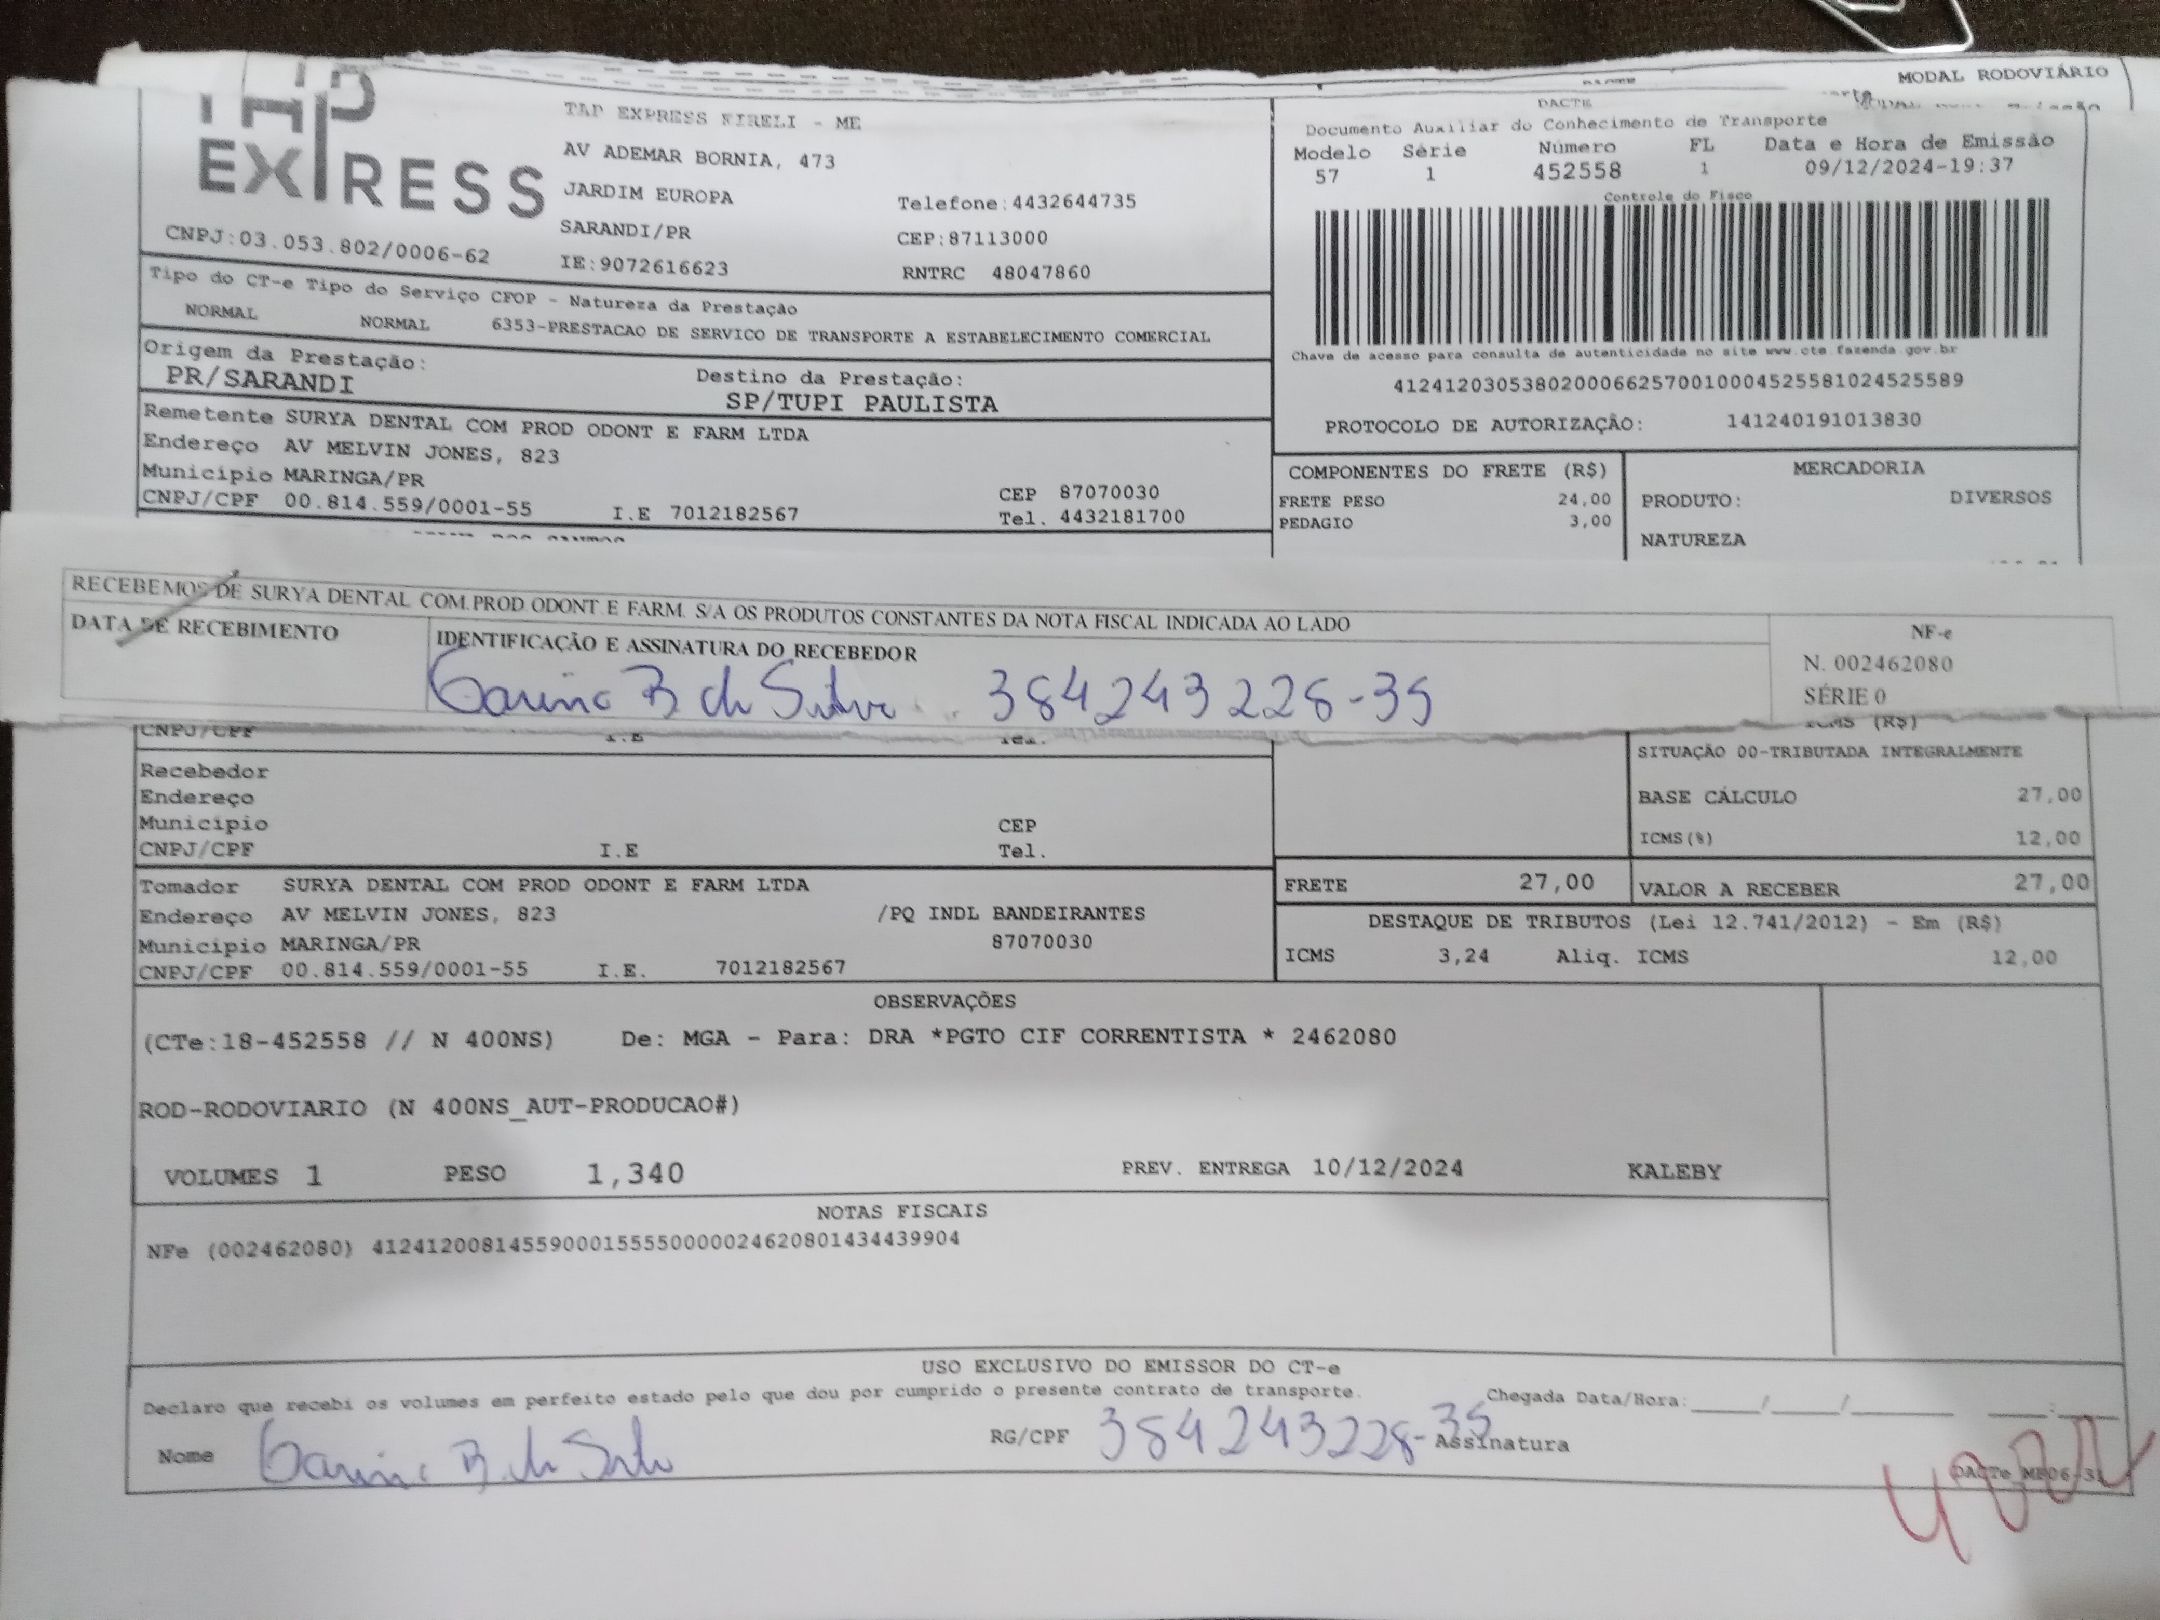 MODAL RODOVIÁRIO
TAP EXPRESS
TAP EXPRESS EIRELI - ME
AV ADEMAR BORNIA, 473
JARDIM EUROPA
Telefone:4432644735
SARANDI/PR
CEP:87113000
CNPJ:03.053.802/0006-62
IE:9072616623
RNTRC 48047860
DACTE
Documento Auxiliar do Conhecimento de Transporte
Modelo Série Número FL Data e Hora de Emissão
57 1 452558 1 09/12/2024-19:37
Controle do Fisco
Chave de acesso para consulta de autenticidade no site www.cte.fazenda.gov.br
41241203053802000662570010004525581024525589
PROTOCOLO DE AUTORIZAÇÃO: 141240191013830
Tipo do CT-e Tipo do Serviço CFOP - Natureza da Prestação
NORMAL NORMAL 6353-PRESTACAO DE SERVICO DE TRANSPORTE A ESTABELECIMENTO COMERCIAL
Origem da Prestação: Destino da Prestação:
PR/SARANDI SP/TUPI PAULISTA
Remetente SURYA DENTAL COM PROD ODONT E FARM LTDA
Endereço AV MELVIN JONES, 823
Município MARINGA/PR CEP 87070030
CNPJ/CPF 00.814.559/0001-55 I.E 7012182567 Tel. 4432181700
COMPONENTES DO FRETE (R$)
FRETE PESO 24,00
PEDAGIO 3,00
MERCADORIA
PRODUTO: DIVERSOS
NATUREZA
RECEBEMOS DE SURYA DENTAL COM.PROD ODONT.E FARM. S/A OS PRODUTOS CONSTANTES DA NOTA FISCAL INDICADA AO LADO
DATA DE RECEBIMENTO
IDENTIFICAÇÃO E ASSINATURA DO RECEBEDOR
B da Silva 384243228-35
NF-e
N. 002462080
SÉRIE 0
ICMS (R$)
CNPJ/CPF I.E Tel.
SITUAÇÃO 00-TRIBUTADA INTEGRALMENTE
BASE CÁLCULO 27,00
ICMS(%) 12,00
Recebedor
Endereço
Município CEP
CNPJ/CPF I.E Tel.
FRETE 27,00 VALOR A RECEBER 27,00
Tomador SURYA DENTAL COM PROD ODONT E FARM LTDA
Endereço AV MELVIN JONES, 823 /PQ INDL BANDEIRANTES
Município MARINGA/PR 87070030
CNPJ/CPF 00.814.559/0001-55 I.E. 7012182567
DESTAQUE DE TRIBUTOS (Lei 12.741/2012) - Em (R$)
ICMS 3,24 Aliq. ICMS 12,00
OBSERVAÇÕES
(CTe:18-452558 // N 400NS) De: MGA - Para: DRA *PGTO CIF CORRENTISTA * 2462080
ROD-RODOVIARIO (N 400NS_AUT-PRODUCAO#)
VOLUMES 1 PESO 1,340 PREV. ENTREGA 10/12/2024 KALEBY
NOTAS FISCAIS
NFe (002462080) 41241200814559000155550000024620801434439904
USO EXCLUSIVO DO EMISSOR DO CT-e
Declaro que recebi os volumes em perfeito estado pelo que dou por cumprido o presente contrato de transporte. Chegada Data/Hora:
Nome B da Silva RG/CPF 384243228-35 Assinatura